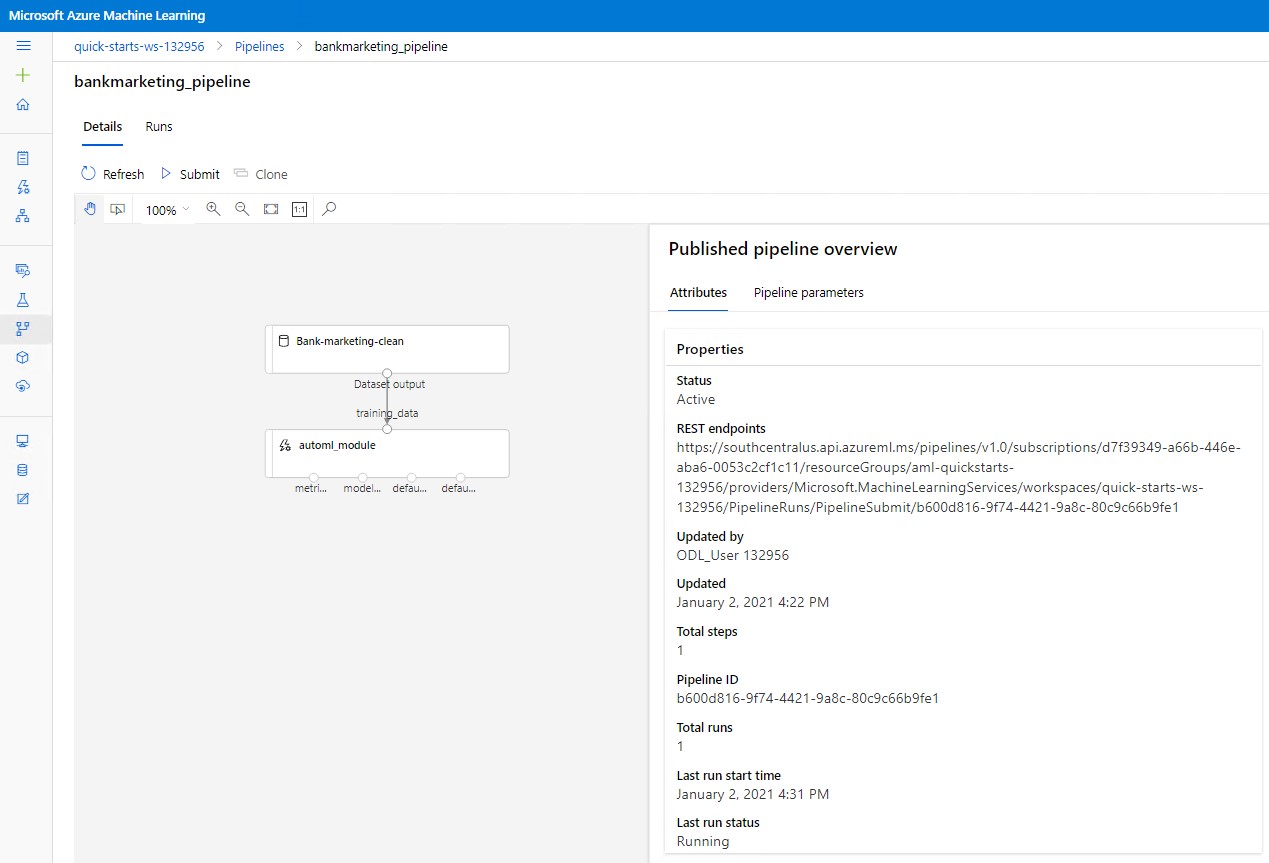 Microsoft Azure Machine Learning
quick-starts-ws-132956 > Pipelines > bankmarketing_pipeline
bankmarketing_pipeline
Details Runs
Refresh Submit Clone
100% 1:1
Bank-marketing-clean
Dataset output
training_data
automl_module
metri... model... defau... defau...
Published pipeline overview
Attributes Pipeline parameters
Properties
Status
Active
REST endpoints
https://southcentralus.api.azureml.ms/pipelines/v1.0/subscriptions/d7f39349-a66b-446e-
aba6-0053c2cf1c11/resourceGroups/aml-quickstarts-
132956/providers/Microsoft.MachineLearningServices/workspaces/quick-starts-ws-
132956/PipelineRuns/PipelineSubmit/b600d816-9f74-4421-9a8c-80c9c66b9fe1
Updated by
ODL_User 132956
Updated
January 2, 2021 4:22 PM
Total steps
1
Pipeline ID
b600d816-9f74-4421-9a8c-80c9c66b9fe1
Total runs
1
Last run start time
January 2, 2021 4:31 PM
Last run status
Running